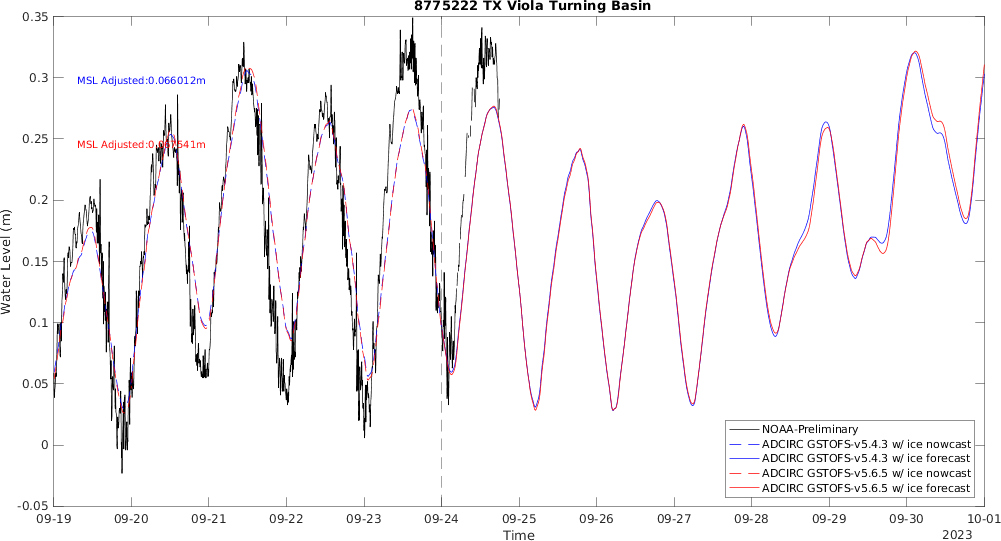 8775222 TX Viola Turning Basin
0.35
0.3
0.25
0.2
0.15
0.1
0.05
0
-0.05
Water Level (m)
MSL Adjusted:0.066012m
MSL Adjusted:0.067641m
NOAA-Preliminary
ADCIRC GSTOFS-v5.4.3 w/ ice nowcast
ADCIRC GSTOFS-v5.4.3 w/ ice forecast
ADCIRC GSTOFS-v5.6.5 w/ ice nowcast
ADCIRC GSTOFS-v5.6.5 w/ ice forecast
09-19 09-20 09-21 09-22 09-23 09-24 09-25 09-26 09-27 09-28 09-29 09-30 10-01
Time
2023